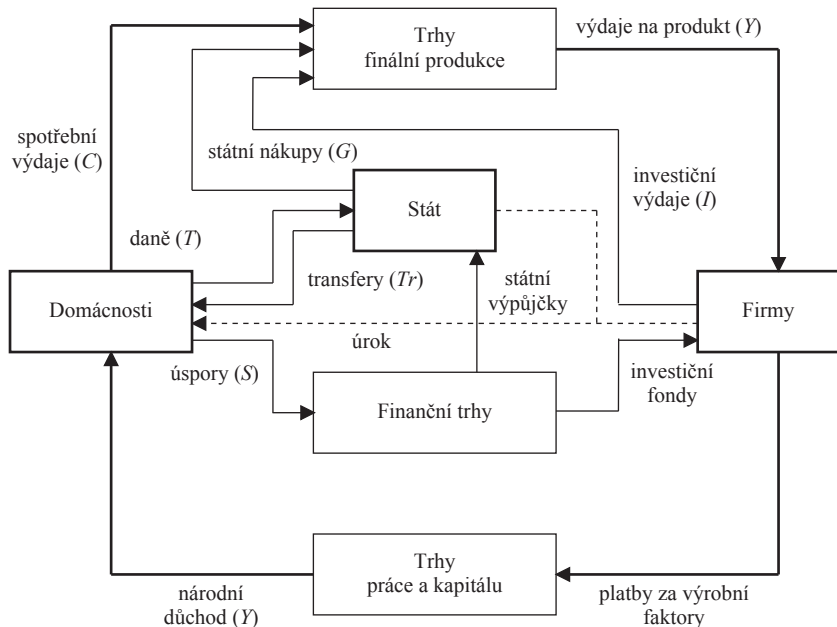 Trhy
finální produkce
výdaje na produkt (Y)
spotřební
výdaje (C)
státní nákupy (G)
investiční
výdaje (I)
Stát
daně (T)
transfery (Tr)
státní
výpůjčky
Domácnosti
Firmy
úrok
úspory (S)
Finanční trhy
investiční
fondy
Trhy
práce a kapitálu
národní
důchod (Y)
platby za výrobní
faktory